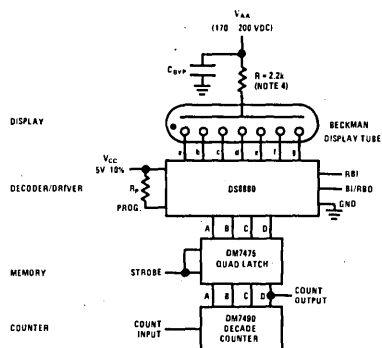 VAA
(170 200 VDC)
CBYP
R = 2.2k
(NOTE 4)
DISPLAY
BECKMAN
DISPLAY TUBE
a b c d e f g
VCC
5V 10%
RP
PROG.
DECODER/DRIVER
DS8880
RBI
BI/RBO
GND
A B C D
MEMORY
STROBE
DM7475
QUAD LATCH
A B C D
COUNT
OUTPUT
COUNTER
COUNT
INPUT
DM7490
DECADE
COUNTER